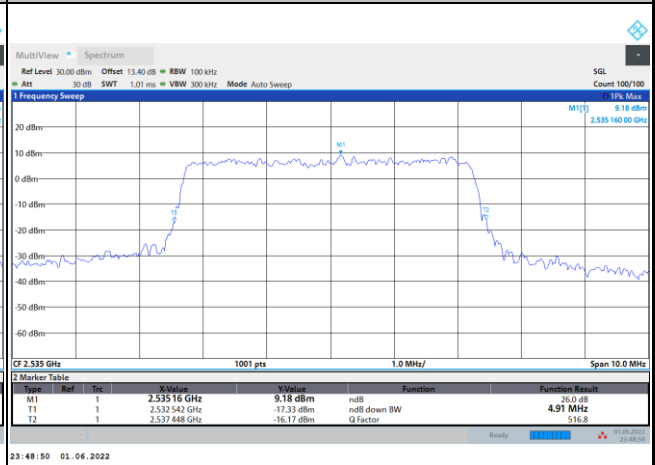 MultiView Spectrum
Ref Level 30.00 dBm Offset 13.40 dB RBW 100 kHz SGL
Att 30 dB SWT 1.01 ms VBW 300 kHz Mode Auto Sweep Count 100/100
1 Frequency Sweep 1Pk Max
M1[1] 9.18 dBm
2.535 160 00 GHz
20 dBm
M1
10 dBm
0 dBm
-10 dBm
T1 T2
-20 dBm
-30 dBm
-40 dBm
-50 dBm
-60 dBm
CF 2.535 GHz 1001 pts 1.0 MHz/ Span 10.0 MHz
2 Marker Table
Type Ref Trc X-Value Y-Value Function Function Result
M1 1 2.53516 GHz 9.18 dBm ndB 26.0 dB
T1 1 2.532 542 GHz -17.33 dBm ndB down BW 4.91 MHz
T2 1 2.537 448 GHz -16.17 dBm Q Factor 516.8
Ready 01.06.2022
23:48:50
23:48:50 01.06.2022